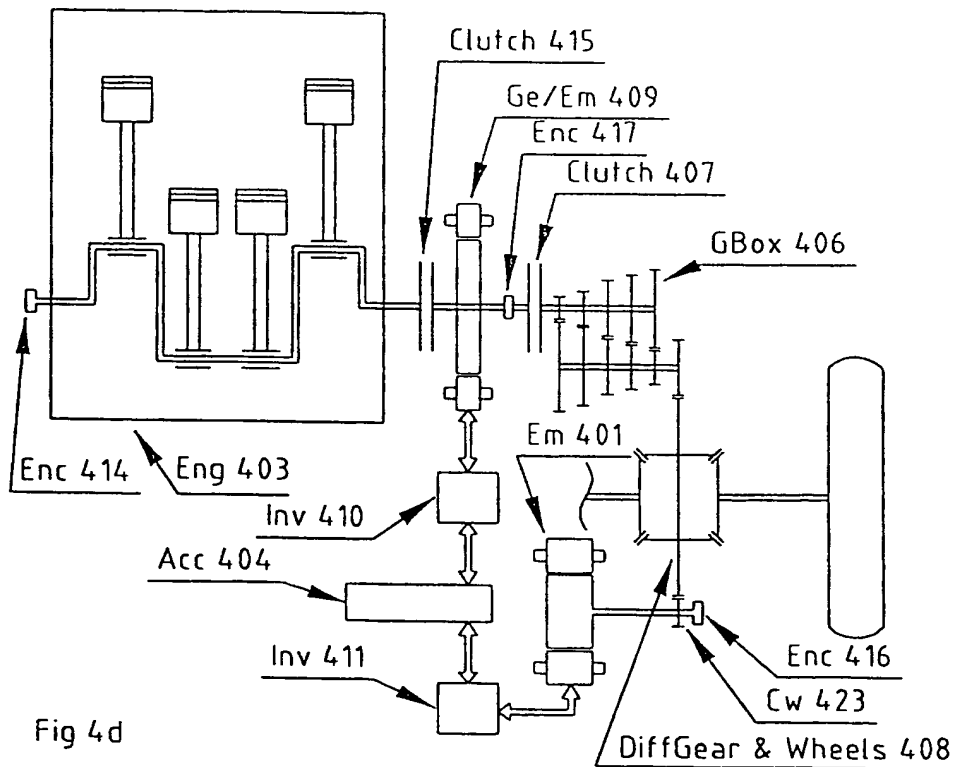 Clutch 415
Ge/Em 409
Enc 417
Clutch 407
GBox 406
Em 401
Enc 414
Eng 403
Inv 410
Acc 404
Inv 411
Enc 416
Cw 423
DiffGear & Wheels 408
Fig 4d